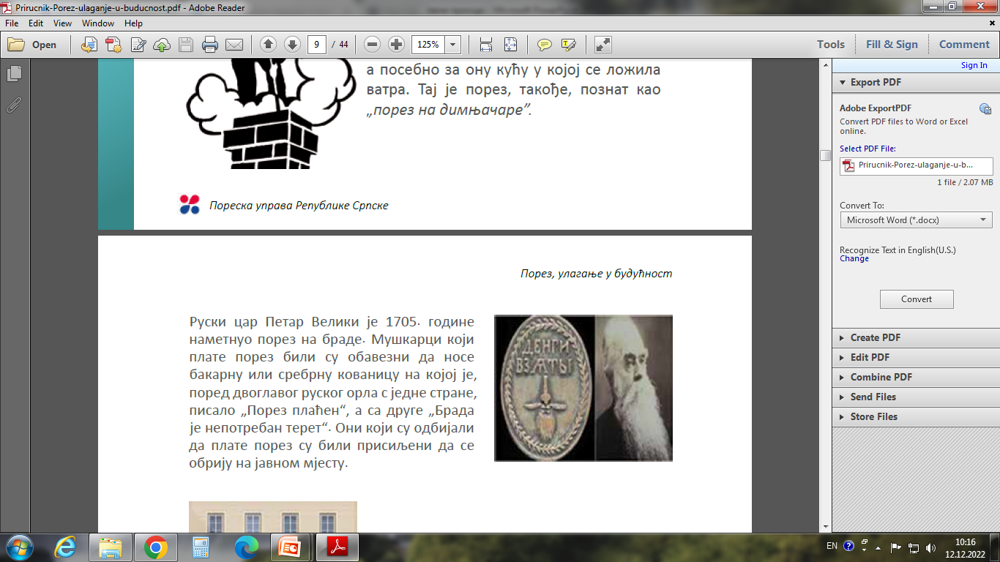 Prirucnik-Porez-ulaganje-u-buducnost.pdf - Adobe Reader
File Edit View Window Help
Open 9 / 44 125% Tools Fill & Sign Comment
Sign In
Export PDF
Adobe ExportPDF
Convert PDF files to Word or Excel
online.
Select PDF File:
Prirucnik-Porez-ulaganje-u-b...
1 file / 2.07 MB
Convert To:
Microsoft Word (*.docx)
Recognize Text in English(U.S.)
Change
Convert
Create PDF
Edit PDF
Combine PDF
Send Files
Store Files
а посебно за ону кућу у којој се ложила
ватра. Тај је порез, такође, познат као
„порез на димњачаре”.
Пореска управа Републике Српске
Порез, улагање у будућност
Руски цар Петар Велики је 1705. године
наметнуо порез на браде. Мушкарци који
плате порез били су обавезни да носе
бакарну или сребрну кованицу на којој је,
поред двоглавог руског орла с једне стране,
писало „Порез плаћен“, а са друге „Брада
је непотребан терет“. Они који су одбијали
да плате порез су били присиљени да се
обрију на јавном мјесту.
ДЕНГИ
ВЗЯТЫ
EN
10:16
12.12.2022